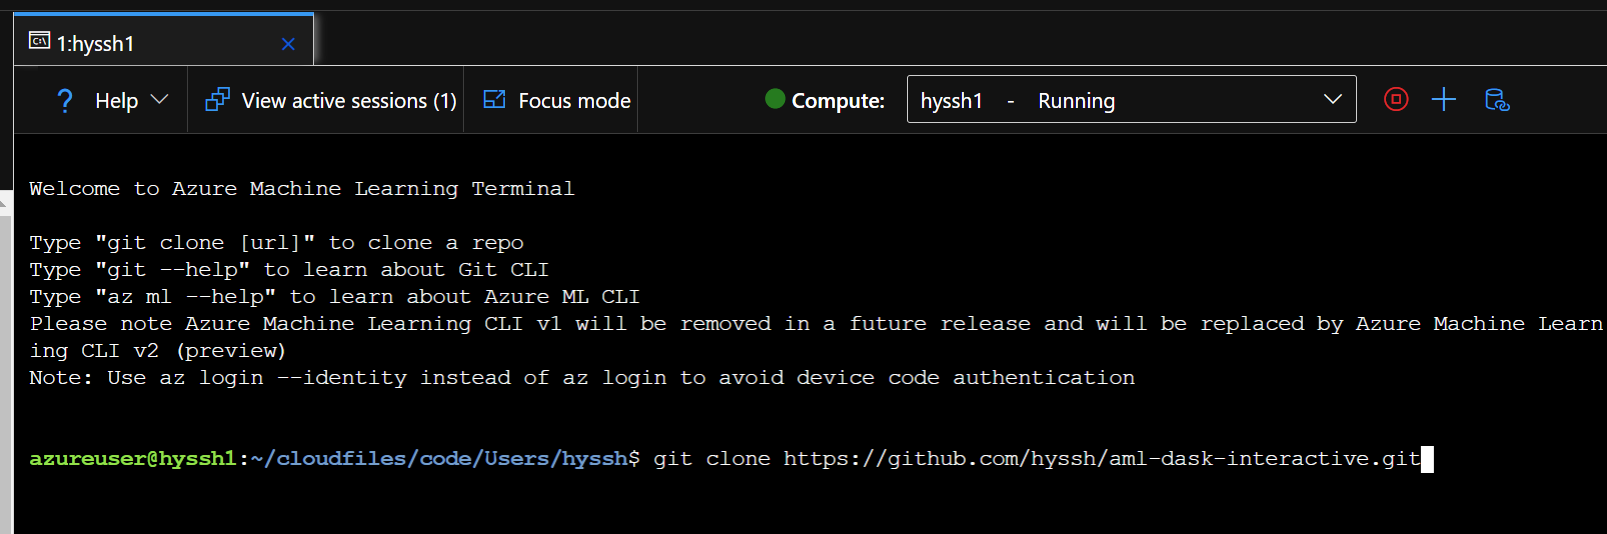 C:\ 1:hyssh1
? Help View active sessions (1) Focus mode Compute: hyssh1 - Running
Welcome to Azure Machine Learning Terminal
Type "git clone [url]" to clone a repo
Type "git --help" to learn about Git CLI
Type "az ml --help" to learn about Azure ML CLI
Please note Azure Machine Learning CLI v1 will be removed in a future release and will be replaced by Azure Machine Learn
ing CLI v2 (preview)
Note: Use az login --identity instead of az login to avoid device code authentication
azureuser@hyssh1:~/cloudfiles/code/Users/hyssh$ git clone https://github.com/hyssh/aml-dask-interactive.git